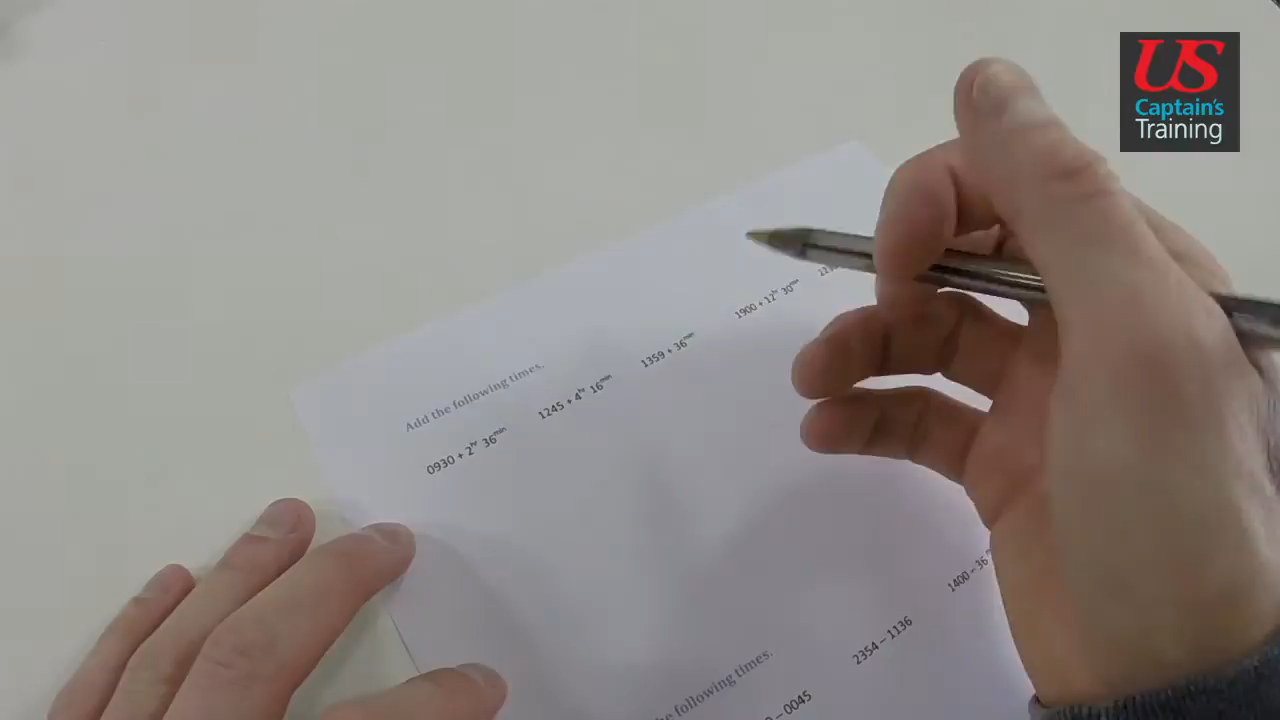 US
Captain's
Training
Add the following times.
0930 + 2hr 36min 1245 + 4hr 16min 1359 + 36min 1900 + 12hr 30min
following times.
0045 2354 – 1136 1400 – 36